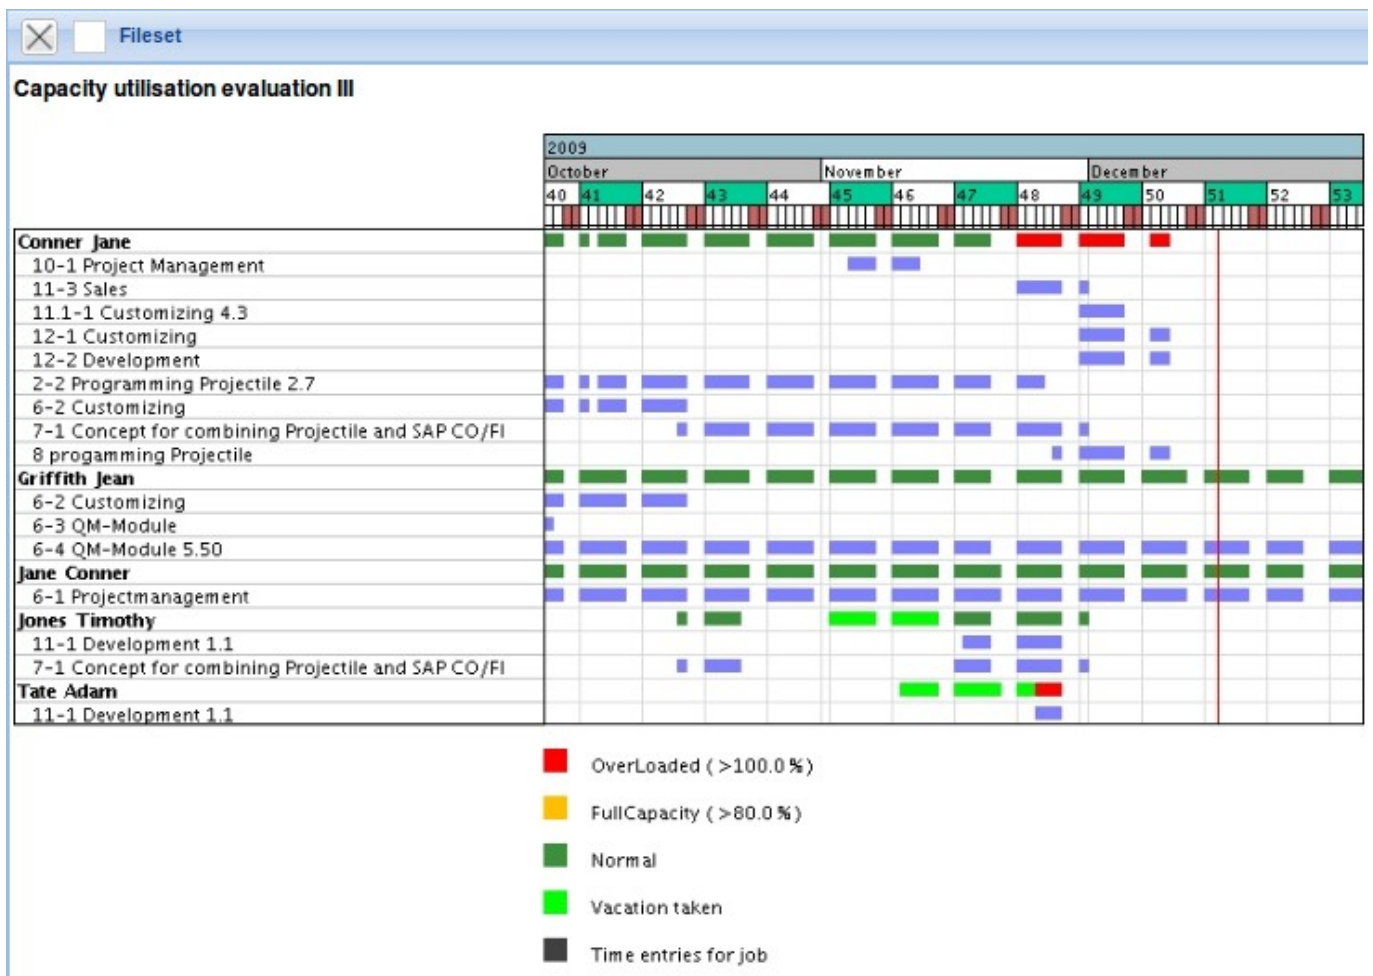 Fileset
Capacity utilisation evaluation III
2009
October November December
40 41 42 43 44 45 46 47 48 49 50 51 52 53
Conner Jane
10-1 Project Management
11-3 Sales
11.1-1 Customizing 4.3
12-1 Customizing
12-2 Development
2-2 Programming Projectile 2.7
6-2 Customizing
7-1 Concept for combining Projectile and SAP CO/FI
8 progamming Projectile
Griffith Jean
6-2 Customizing
6-3 QM-Module
6-4 QM-Module 5.50
Jane Conner
6-1 Projectmanagement
Jones Timothy
11-1 Development 1.1
7-1 Concept for combining Projectile and SAP CO/FI
Tate Adam
11-1 Development 1.1
OverLoaded (>100.0%)
FullCapacity (>80.0%)
Normal
Vacation taken
Time entries for job